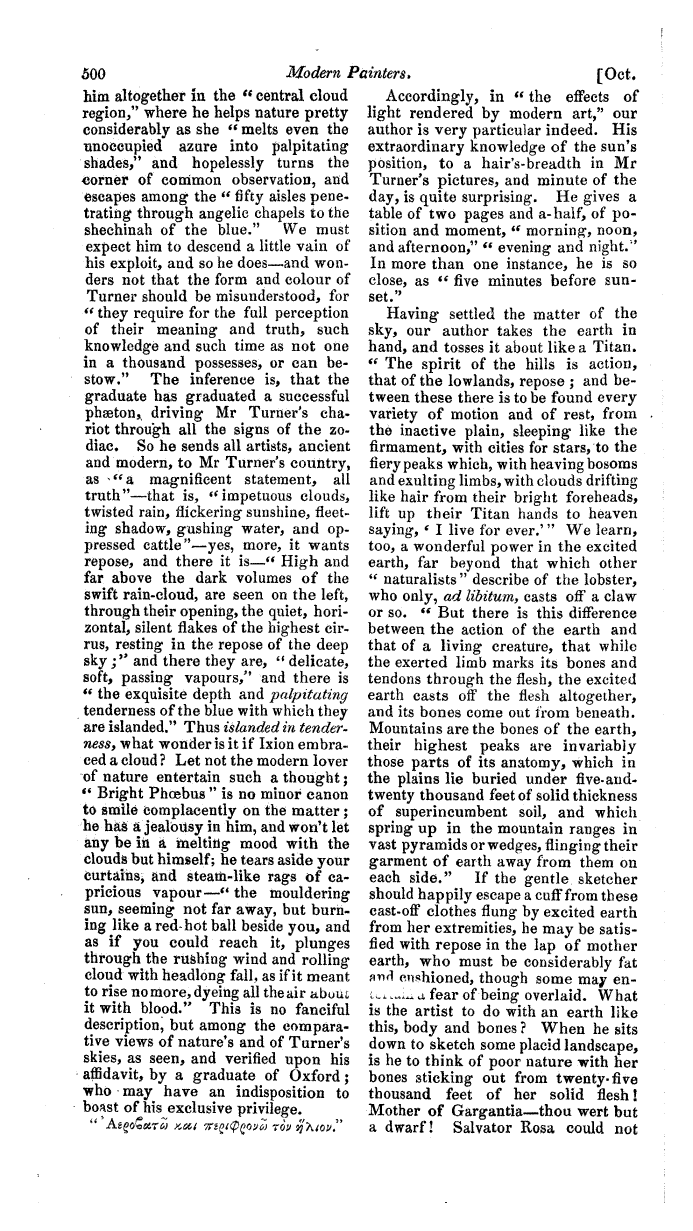 500 Modern Painters. [Oct.
him altogether in the “ central cloud
region,” where he helps nature pretty
considerably as she “ melts even the
unoccupied azure into palpitating
shades,” and hopelessly turns the
corner of common observation, and
escapes among the “ fifty aisles pene-
trating through angelic chapels to the
shechinah of the blue.” We must
expect him to descend a little vain of
his exploit, and so he does—and won-
ders not that the form and colour of
Turner should be misunderstood, for
“ they require for the full perception
of their meaning and truth, such
knowledge and such time as not one
in a thousand possesses, or can be-
stow.” The inference is, that the
graduate has graduated a successful
phæton, driving Mr Turner's cha-
riot through all the signs of the zo-
diac. So he sends all artists, ancient
and modern, to Mr Turner's country,
as “a magnificent statement, all
truth”—that is, “impetuous clouds,
twisted rain, flickering sunshine, fleet-
ing shadow, gushing water, and op-
pressed cattle”—yes, more, it wants
repose, and there it is—“ High and
far above the dark volumes of the
swift rain-cloud, are seen on the left,
through their opening, the quiet, hori-
zontal, silent flakes of the highest cir-
rus, resting in the repose of the deep
sky ;” and there they are, “ delicate,
soft, passing vapours,” and there is
“ the exquisite depth and palpitating
tenderness of the blue with which they
are islanded.” Thus islanded in tender-
ness, what wonder is it if Ixion embra-
ced a cloud? Let not the modern lover
of nature entertain such a thought ;
“ Bright Phœbus ” is no minor canon
to smile complacently on the matter ;
he has a jealousy in him, and won't let
any be in a melting mood with the
clouds but himself; he tears aside your
curtains, and steam-like rags of ca-
pricious vapour—“ the mouldering
sun, seeming not far away, but burn-
ing like a red-hot ball beside you, and
as if you could reach it, plunges
through the rushing wind and rolling
cloud with headlong fall, as if it meant
to rise no more, dyeing all the air about
it with blood.” This is no fanciful
description, but among the compara-
tive views of nature's and of Turner's
skies, as seen, and verified upon his
affidavit, by a graduate of Oxford ;
who may have an indisposition to
boast of his exclusive privilege.
“ Ἀεροβατῶ και περιφρονῶ τὸν ἥλιον.”
Accordingly, in “ the effects of
light rendered by modern art,” our
author is very particular indeed. His
extraordinary knowledge of the sun's
position, to a hair's-breadth in Mr
Turner's pictures, and minute of the
day, is quite surprising. He gives a
table of two pages and a-half, of po-
sition and moment, “ morning, noon,
and afternoon,” “ evening and night.”
In more than one instance, he is so
close, as “ five minutes before sun-
set.”
Having settled the matter of the
sky, our author takes the earth in
hand, and tosses it about like a Titan.
“ The spirit of the hills is action,
that of the lowlands, repose ; and be-
tween these there is to be found every
variety of motion and of rest, from
the inactive plain, sleeping like the
firmament, with cities for stars, to the
fiery peaks which, with heaving bosoms
and exulting limbs, with clouds drifting
like hair from their bright foreheads,
lift up their Titan hands to heaven
saying, ‘ I live for ever.’ ” We learn,
too, a wonderful power in the excited
earth, far beyond that which other
“ naturalists ” describe of the lobster,
who only, ad libitum, casts off a claw
or so. “ But there is this difference
between the action of the earth and
that of a living creature, that while
the exerted limb marks its bones and
tendons through the flesh, the excited
earth casts off the flesh altogether,
and its bones come out from beneath.
Mountains are the bones of the earth,
their highest peaks are invariably
those parts of its anatomy, which in
the plains lie buried under five-and-
twenty thousand feet of solid thickness
of superincumbent soil, and which
spring up in the mountain ranges in
vast pyramids or wedges, flinging their
garment of earth away from them on
each side.” If the gentle sketcher
should happily escape a cuff from these
cast-off clothes flung by excited earth
from her extremities, he may be satis-
fied with repose in the lap of mother
earth, who must be considerably fat
and cushioned, though some may en-
tertain a fear of being overlaid. What
is the artist to do with an earth like
this, body and bones? When he sits
down to sketch some placid landscape,
is he to think of poor nature with her
bones sticking out from twenty-five
thousand feet of her solid flesh!
Mother of Gargantia—thou wert but
a dwarf! Salvator Rosa could not